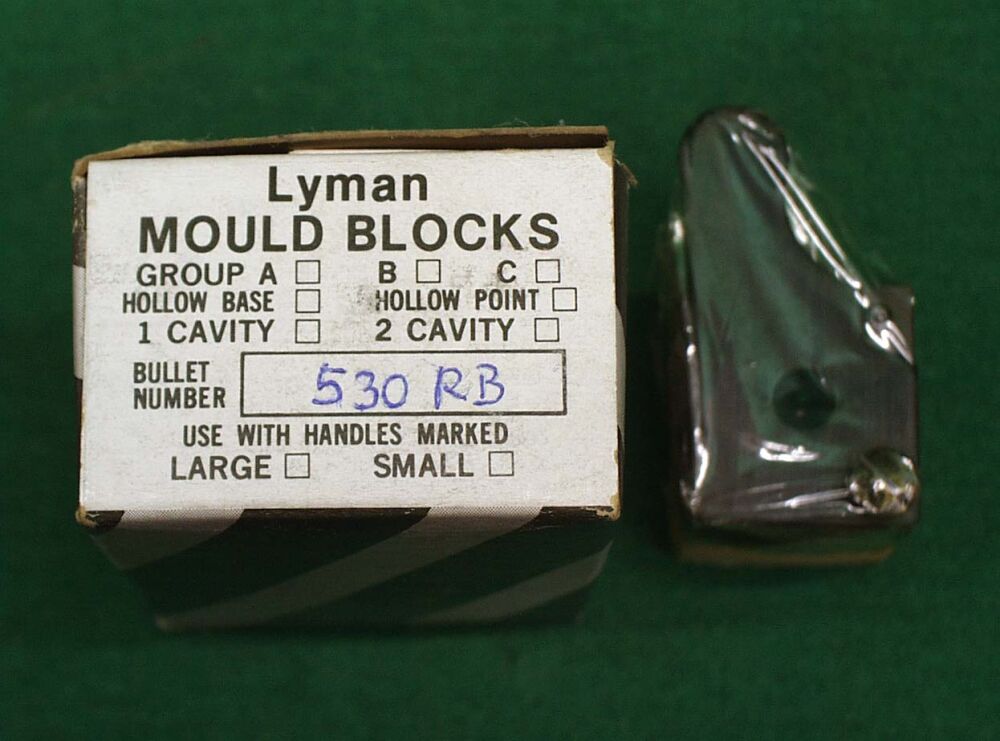 Lyman
MOULD BLOCKS
GROUP A □ B □ C □
HOLLOW BASE □ HOLLOW POINT □
1 CAVITY □ 2 CAVITY □
BULLET
NUMBER 530 RB
USE WITH HANDLES MARKED
LARGE □ SMALL □